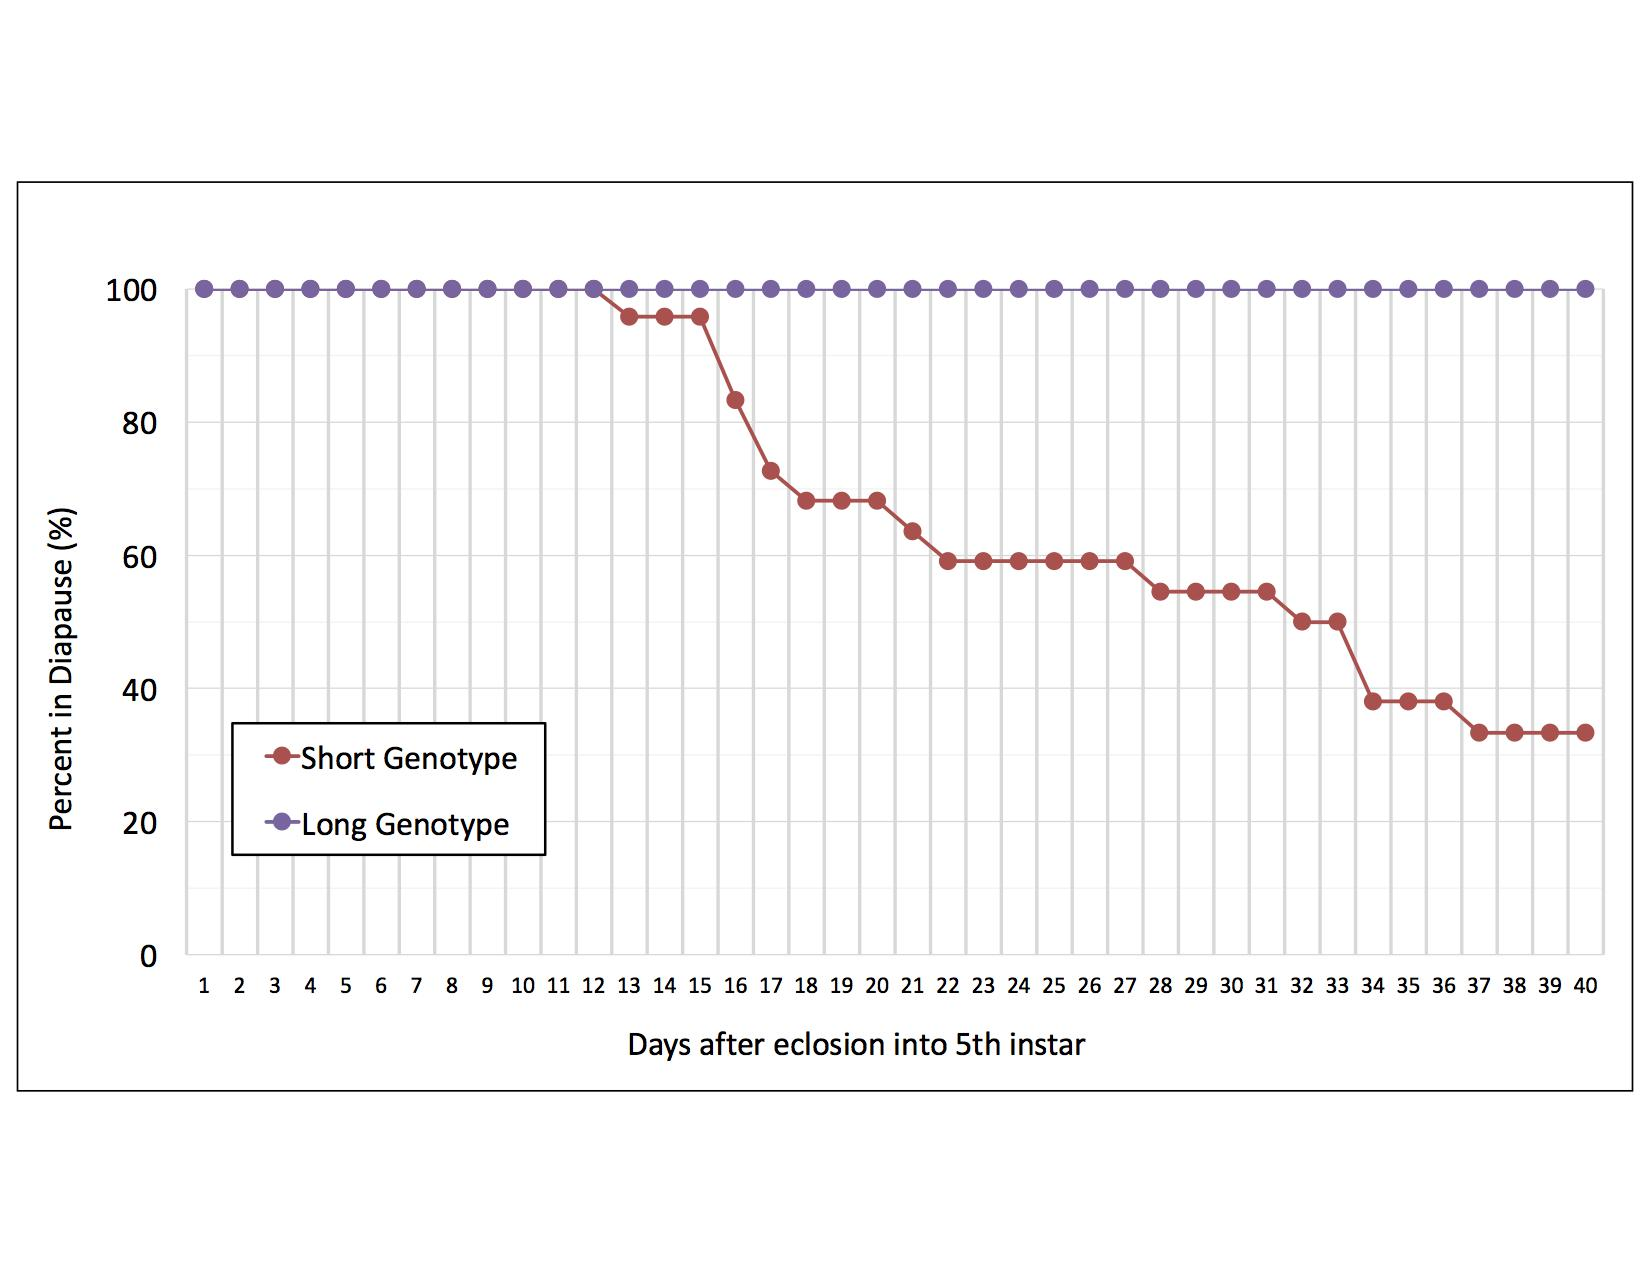 100
80
60
40
20
0
Percent in Diapause (%)
Short Genotype
Long Genotype
1 2 3 4 5 6 7 8 9 10 11 12 13 14 15 16 17 18 19 20 21 22 23 24 25 26 27 28 29 30 31 32 33 34 35 36 37 38 39 40
Days after eclosion into 5th instar